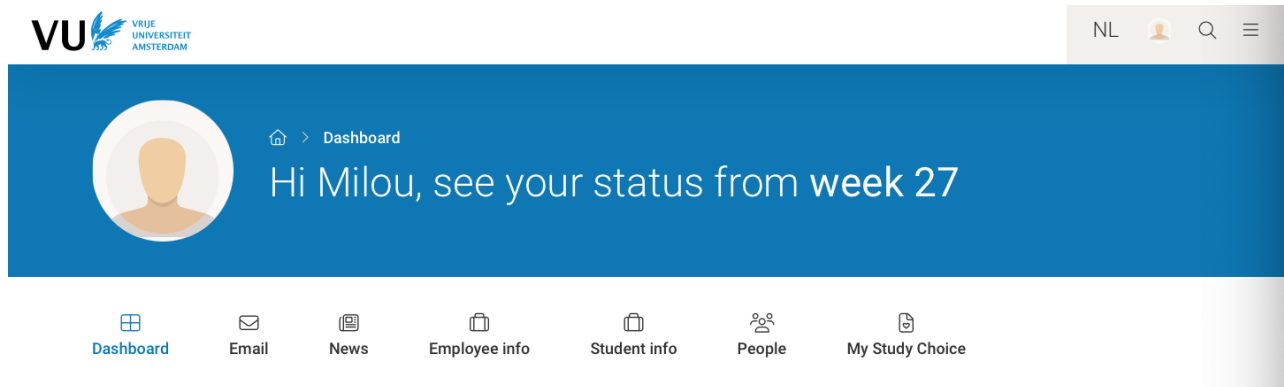 VU VRIJE
UNIVERSITEIT
AMSTERDAM
NL
Dashboard
Hi Milou, see your status from week 27
Dashboard Email News Employee info Student info People My Study Choice